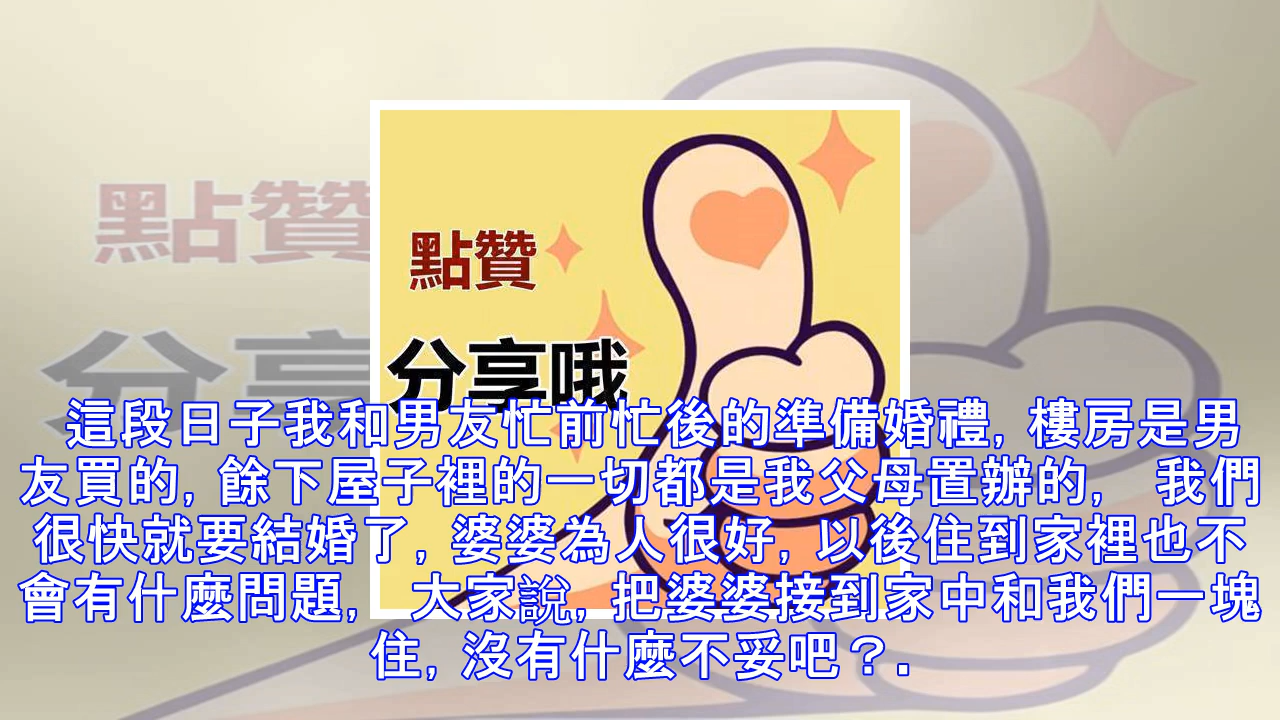 點贊
分享哦
點贊
分享
這段日子我和男友忙前忙後的準備婚禮, 樓房是男
友買的, 餘下屋子裡的一切都是我父母置辦的, 我們
很快就要結婚了, 婆婆為人很好, 以後住到家裡也不
會有什麼問題, 大家説, 把婆婆接到家中和我們一塊
住, 沒有什麼不妥吧？.